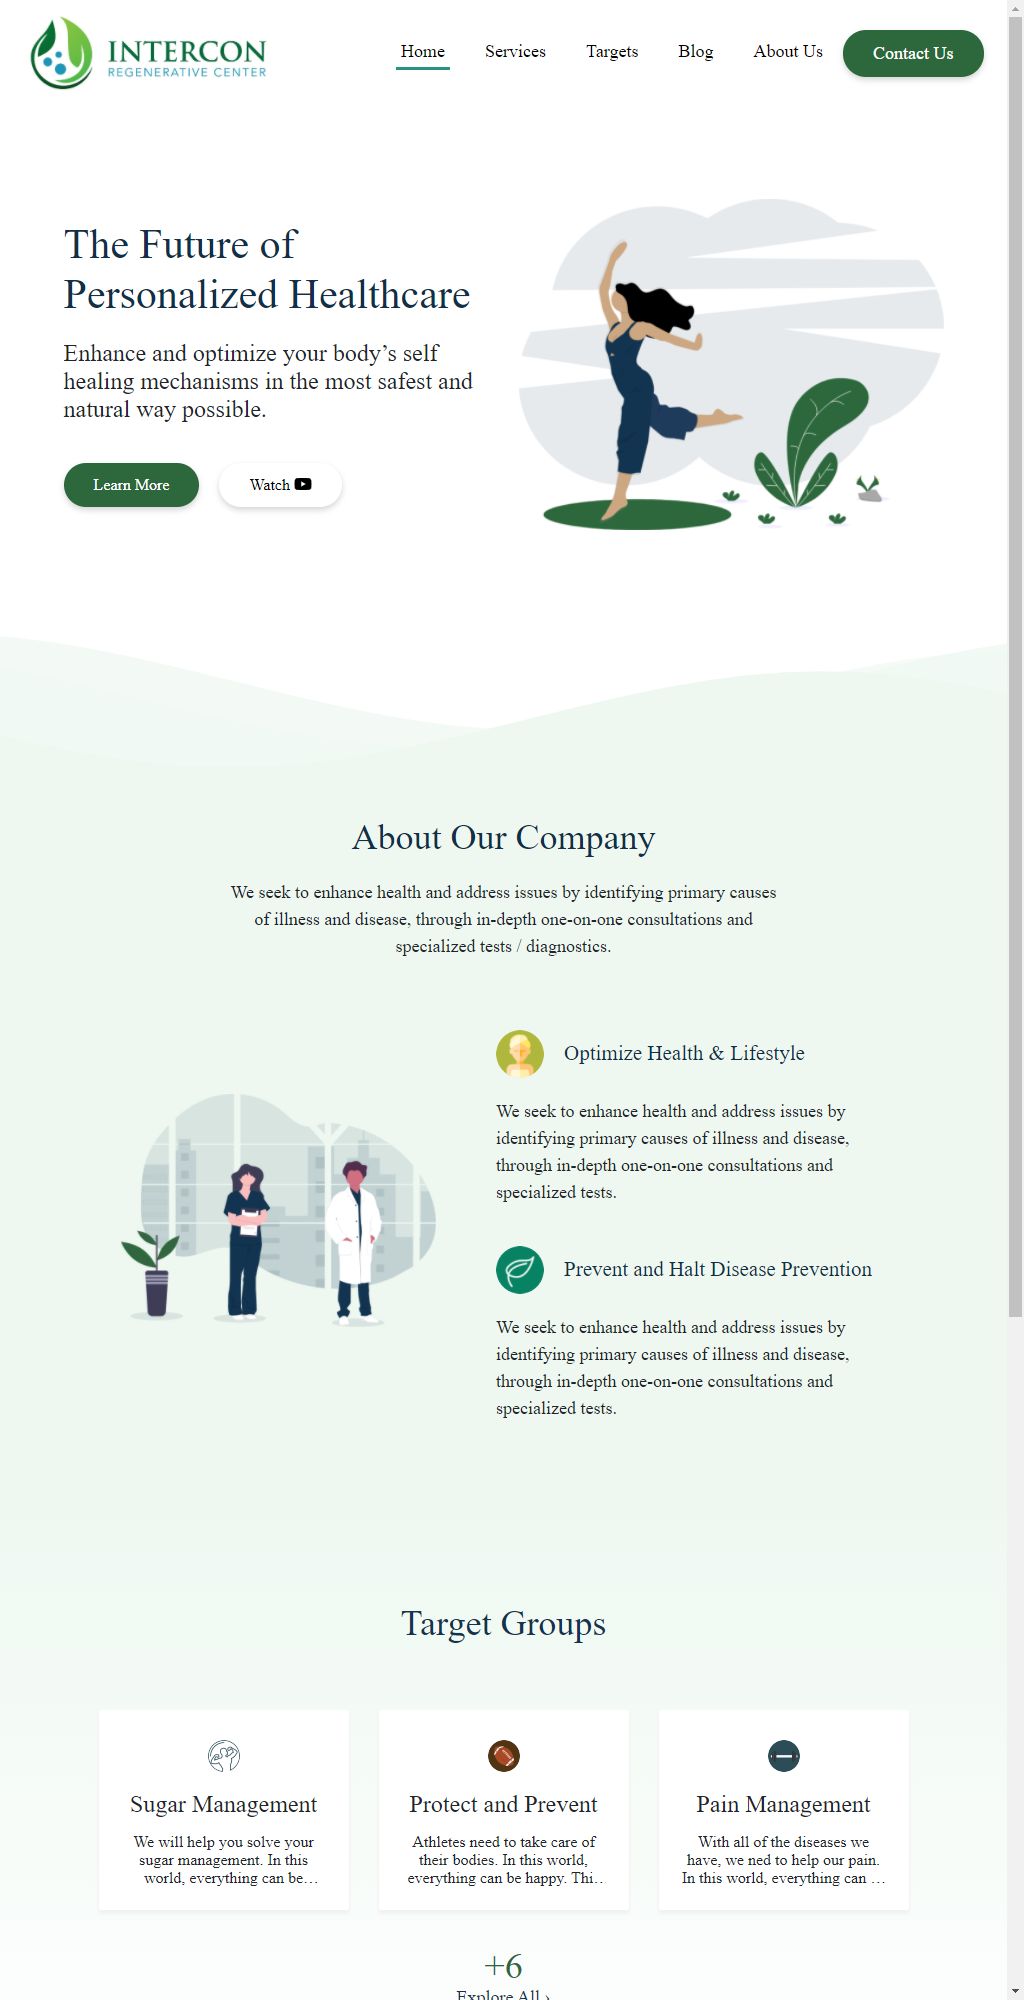 INTERCON
REGENERATIVE CENTER
Home
Services
Targets
Blog
About Us
Contact Us
The Future of
Personalized Healthcare
Enhance and optimize your body’s self
healing mechanisms in the most safest and
natural way possible.
Learn More
Watch
About Our Company
We seek to enhance health and address issues by identifying primary causes
of illness and disease, through in-depth one-on-one consultations and
specialized tests / diagnostics.
Optimize Health & Lifestyle
We seek to enhance health and address issues by
identifying primary causes of illness and disease,
through in-depth one-on-one consultations and
specialized tests.
Prevent and Halt Disease Prevention
We seek to enhance health and address issues by
identifying primary causes of illness and disease,
through in-depth one-on-one consultations and
specialized tests.
Target Groups
Sugar Management
We will help you solve your
sugar management. In this
world, everything can be…
Protect and Prevent
Athletes need to take care of
their bodies. In this world,
everything can be happy. Thi…
Pain Management
With all of the diseases we
have, we ned to help our pain.
In this world, everything can …
+6
Explore All ›